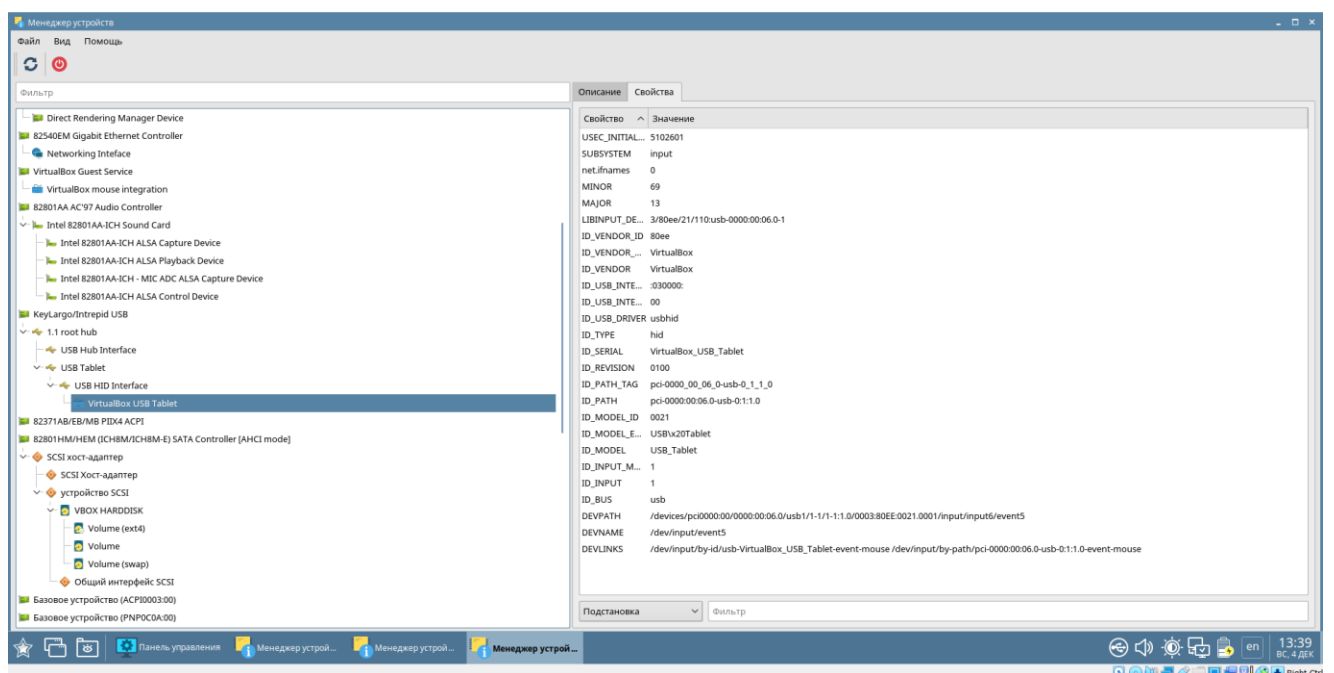 Менеджер устройств
Файл Вид Помощь
Фильтр
Direct Rendering Manager Device
82540EM Gigabit Ethernet Controller
Networking Inteface
VirtualBox Guest Service
VirtualBox mouse integration
82801AA AC'97 Audio Controller
Intel 82801AA-ICH Sound Card
Intel 82801AA-ICH ALSA Capture Device
Intel 82801AA-ICH ALSA Playback Device
Intel 82801AA-ICH - MIC ADC ALSA Capture Device
Intel 82801AA-ICH ALSA Control Device
KeyLargo/Intrepid USB
1.1 root hub
USB Hub Interface
USB Tablet
USB HID Interface
VirtualBox USB Tablet
82371AB/EB/MB PIIX4 ACPI
82801HM/HEM (ICH8M/ICH8M-E) SATA Controller [AHCI mode]
SCSI хост-адаптер
SCSI Хост-адаптер
устройство SCSI
VBOX HARDDISK
Volume (ext4)
Volume
Volume (swap)
Общий интерфейс SCSI
Базовое устройство (ACPI0003:00)
Базовое устройство (PNP0C0A:00)
Описание Свойства
Свойство Значение
USEC_INITIAL... 5102601
SUBSYSTEM input
net.ifnames 0
MINOR 69
MAJOR 13
LIBINPUT_DE... 3/80ee/21/110:usb-0000:00:06.0-1
ID_VENDOR_ID 80ee
ID_VENDOR_... VirtualBox
ID_VENDOR VirtualBox
ID_USB_INTE... :030000:
ID_USB_INTE... 00
ID_USB_DRIVER usbhid
ID_TYPE hid
ID_SERIAL VirtualBox_USB_Tablet
ID_REVISION 0100
ID_PATH_TAG pci-0000_00_06_0-usb-0_1_1_0
ID_PATH pci-0000:00:06.0-usb-0:1:1.0
ID_MODEL_ID 0021
ID_MODEL_E... USB\x20Tablet
ID_MODEL USB_Tablet
ID_INPUT_M... 1
ID_INPUT 1
ID_BUS usb
DEVPATH /devices/pci0000:00/0000:00:06.0/usb1/1-1/1-1:1.0/0003:80EE:0021.0001/input/input6/event5
DEVNAME /dev/input/event5
DEVLINKS /dev/input/by-id/usb-VirtualBox_USB_Tablet-event-mouse /dev/input/by-path/pci-0000:00:06.0-usb-0:1:1.0-event-mouse
Подстановка Фильтр
Панель управления Менеджер устрой... Менеджер устрой... Менеджер устрой... en 13:39
ВС, 4 ДЕК
Right Ctrl